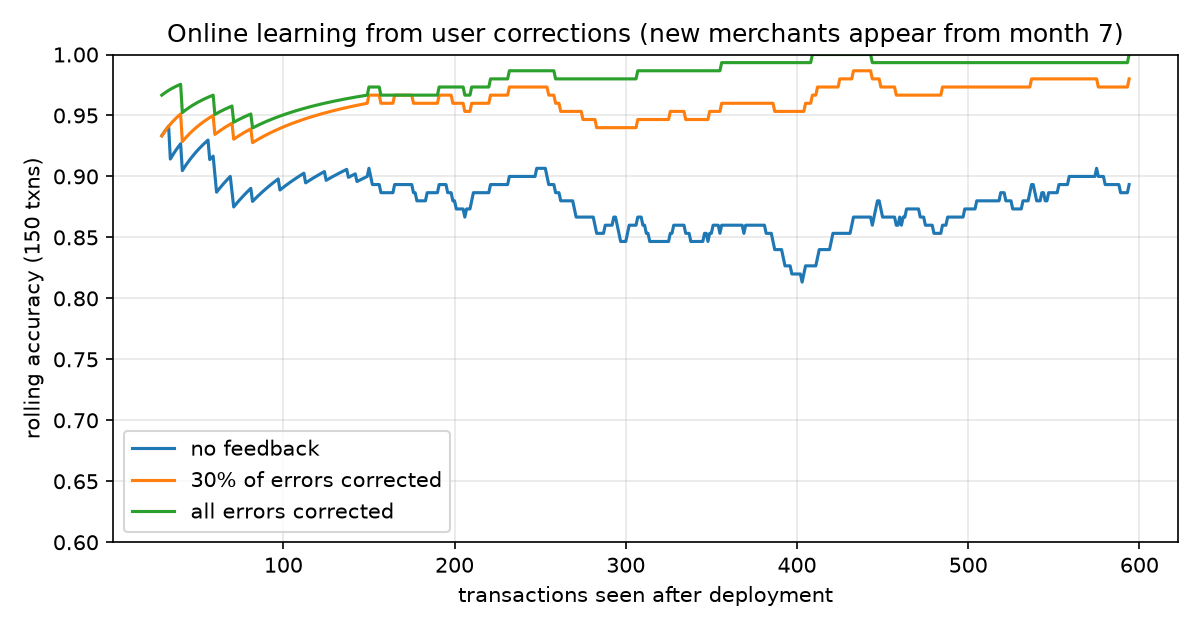 Online learning from user corrections (new merchants appear from month 7)
rolling accuracy (150 txns)
1.00
0.95
0.90
0.85
0.80
0.75
0.70
0.65
0.60
no feedback
30% of errors corrected
all errors corrected
100
200
300
400
500
600
transactions seen after deployment